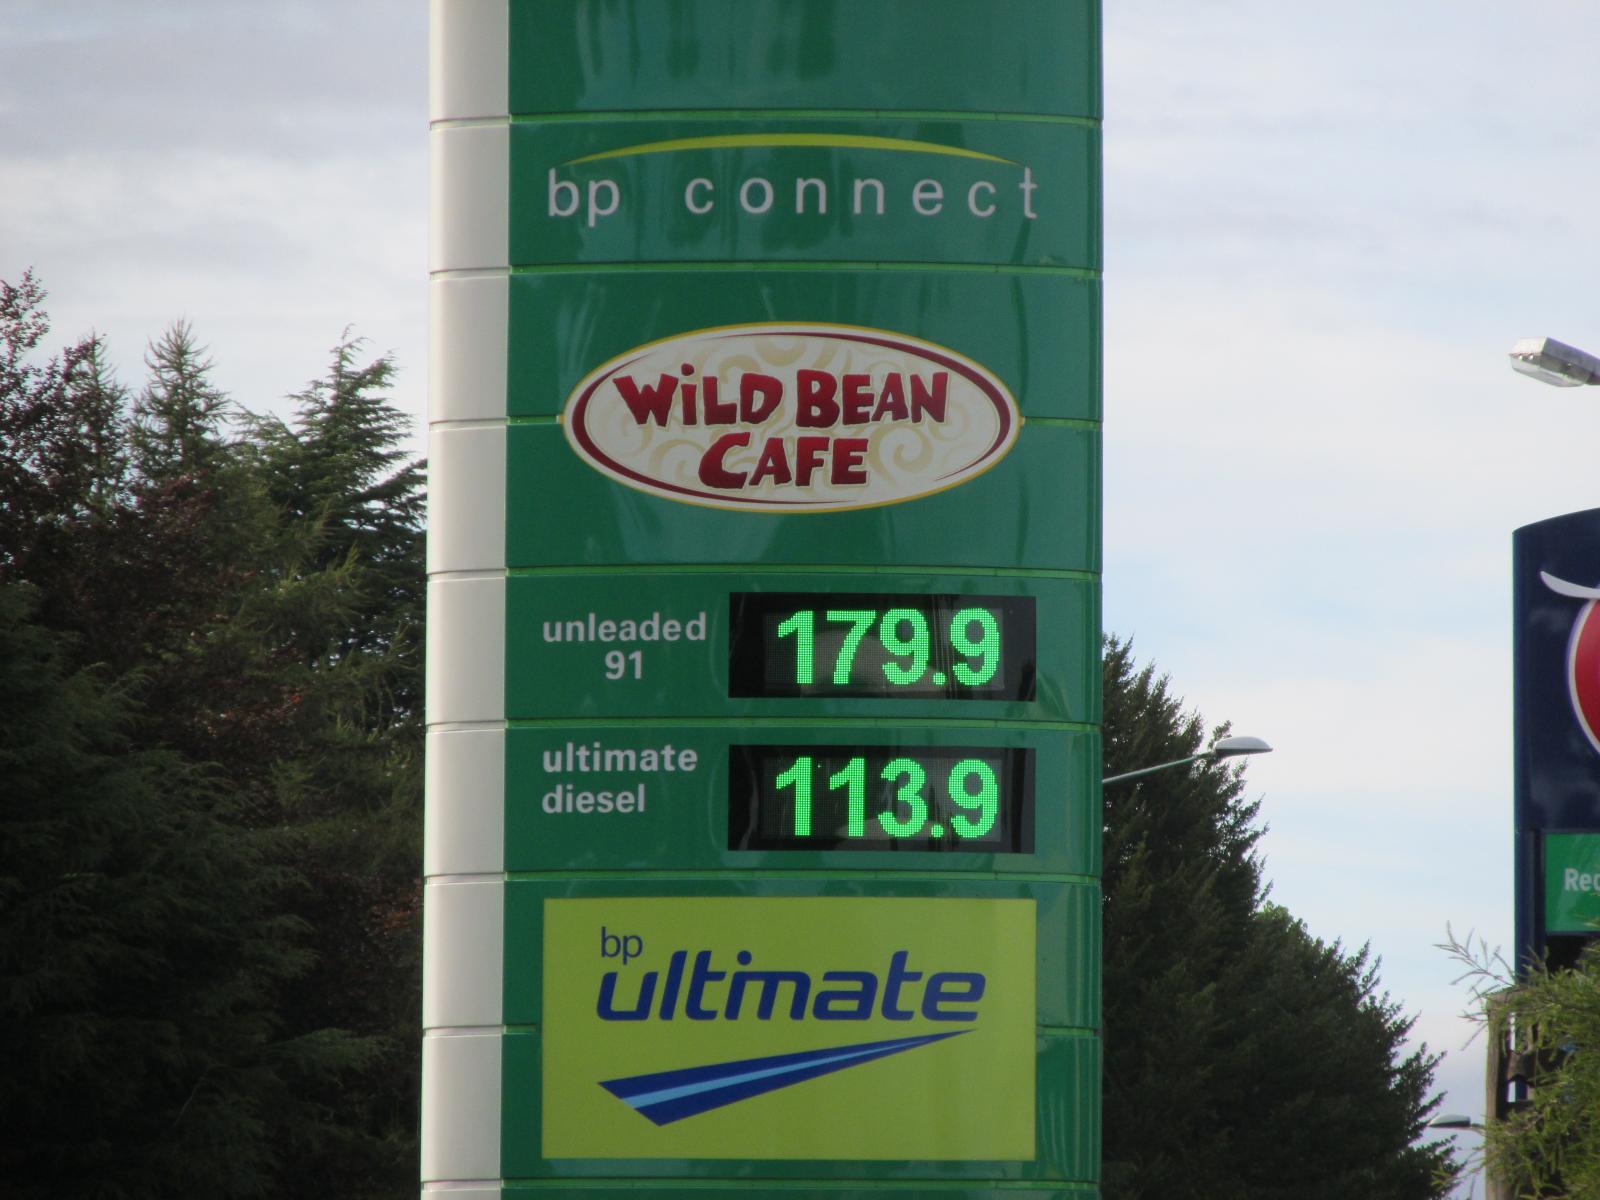 bp connect
WiLD BEAN
CAFE
unleaded
91
179.9
ultimate
diesel
113.9
bp
ultimate